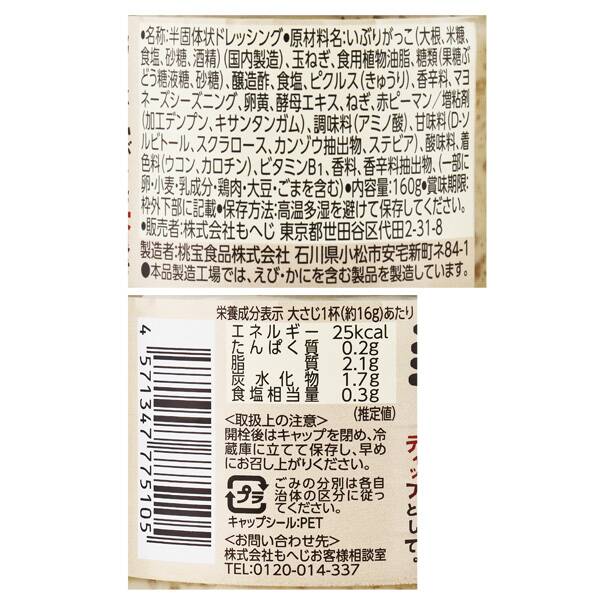 ●名称:半固体状ドレッシング●原材料名:いぶりがっこ(大根、米糠、
食塩、砂糖、酒精)(国内製造)、玉ねぎ、食用植物油脂、糖類(果糖ぶ
どう糖液糖、砂糖)、醸造酢、食塩、ピクルス(きゅうり)、香辛料、マヨ
ネーズシーズニング、卵黄、酵母エキス、ねぎ、赤ピーマン/増粘剤
(加工デンプン、キサンタンガム)、調味料(アミノ酸)、甘味料(D-ソ
ルビトール、スクラロース、カンゾウ抽出物、ステビア)、酸味料、着
色料(ウコン、カロチン)、ビタミンB₁、香料、香辛料抽出物、(一部に
卵・小麦・乳成分・鶏肉・大豆・ごまを含む)●内容量:160g●賞味期限:
枠外下部に記載●保存方法:高温多湿を避けて保存してください。
●販売者:株式会社もへじ 東京都世田谷区代田2-31-8
製造者:桃宝食品株式会社 石川県小松市安宅新町ネ84-1
●本品製造工場では、えび・かにを含む製品を製造しています。
栄養成分表示 大さじ1杯(約16g)あたり
エネルギー 25kcal
たんぱく質 0.2g
脂質 2.1g
炭水化物 1.7g
食塩相当量 0.3g
(推定値)
<取扱上の注意>
開栓後はキャップを閉め、冷
蔵庫に立てて保存し、早め
にお召し上がりください。
プラ
ごみの分別は各自
治体の区分に従っ
てください。
キャップシール:PET
<お問い合わせ先>
株式会社もへじお客様相談室
TEL:0120-014-337
4571347775105
ディップとして。